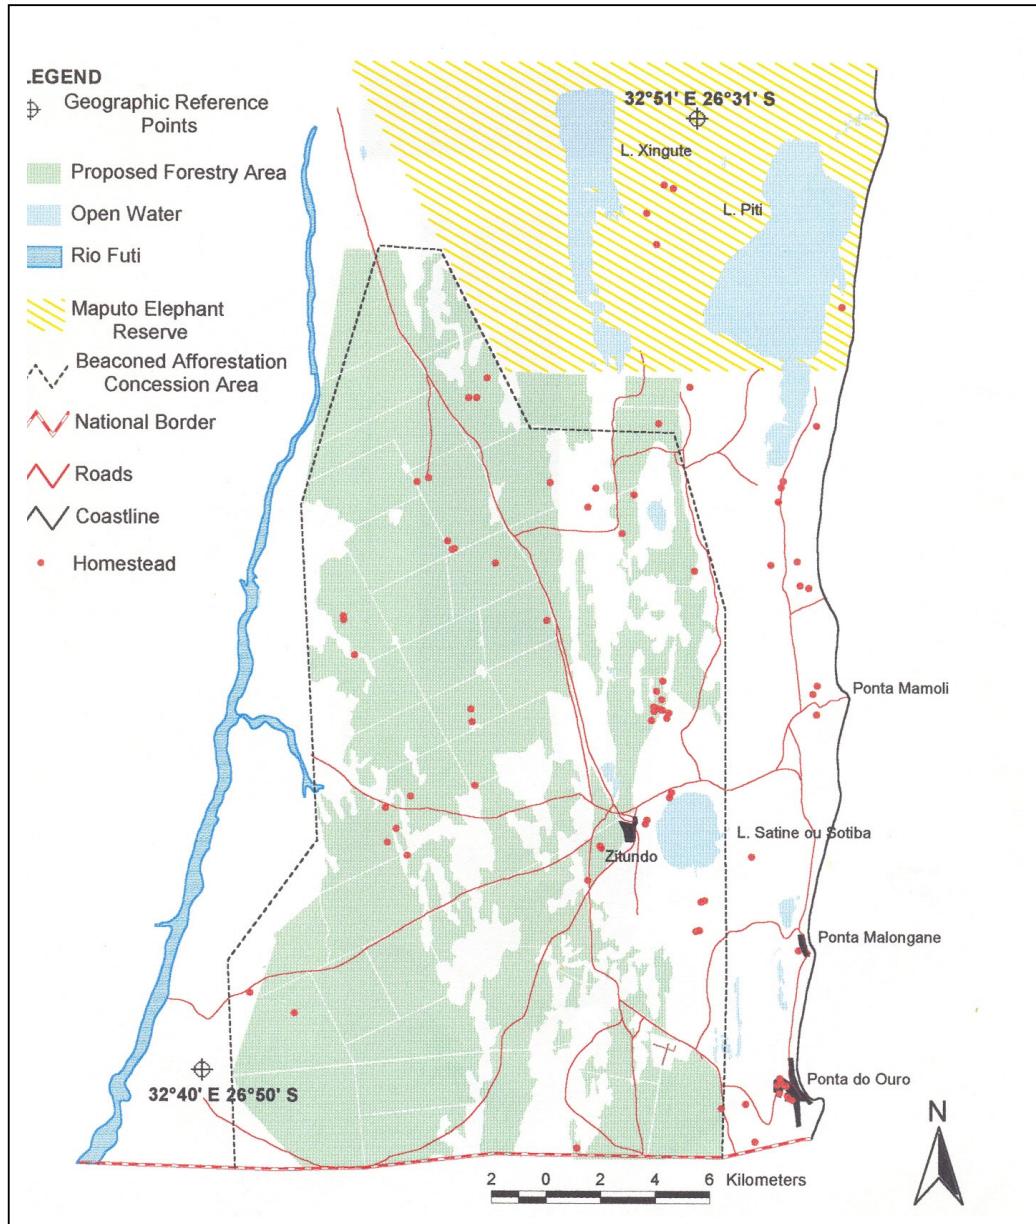 LEGEND
Geographic Reference
Points
Proposed Forestry Area
Open Water
Rio Futi
Maputo Elephant
Reserve
Beaconed Afforestation
Concession Area
National Border
Roads
Coastline
Homestead
32°51' E 26°31' S
L. Xingute
L. Piti
Ponta Mamoli
L. Satine ou Sotiba
Zitundo
Ponta Malongane
Ponta do Ouro
32°40' E 26°50' S
N
2 0 2 4 6 Kilometers